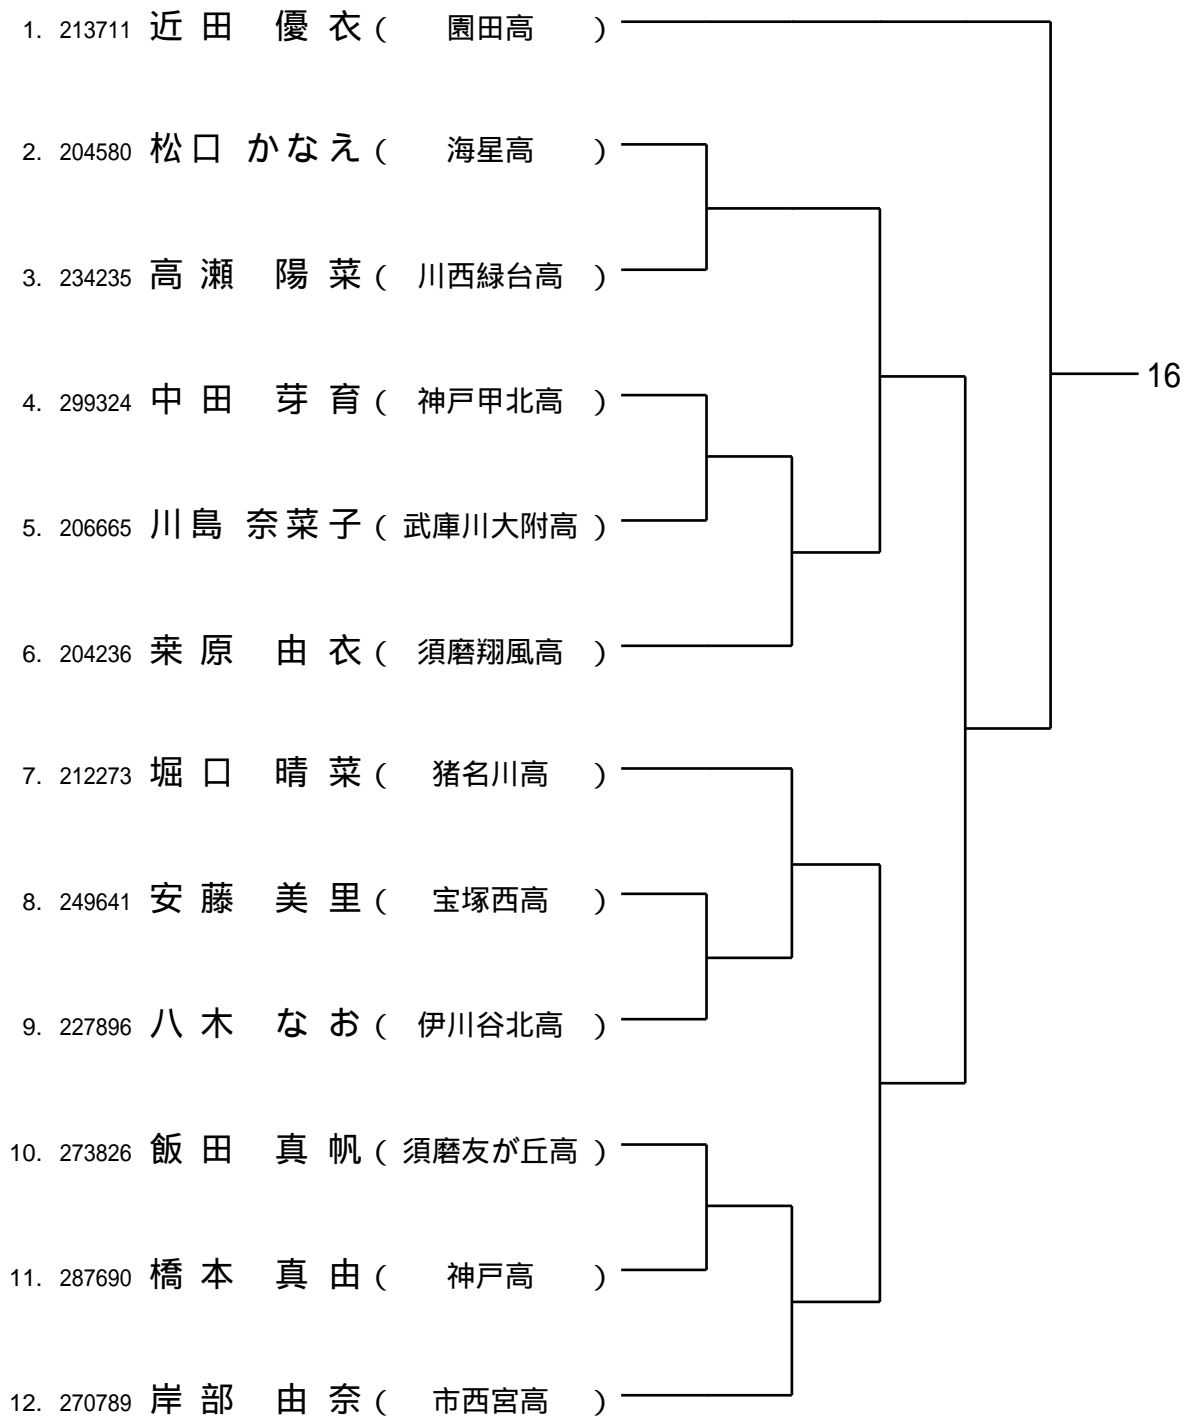 1. 213711 近田 優衣 ( 園田高 )
2. 204580 松口 かなえ ( 海星高 )
3. 234235 高瀬 陽菜 ( 川西緑台高 )
4. 299324 中田 芽育 ( 神戸甲北高 )
16
5. 206665 川島 奈菜子 ( 武庫川大附高 )
6. 204236 桒原 由衣 ( 須磨翔風高 )
7. 212273 堀口 晴菜 ( 猪名川高 )
8. 249641 安藤 美里 ( 宝塚西高 )
9. 227896 八木 なお ( 伊川谷北高 )
10. 273826 飯田 真帆 ( 須磨友が丘高 )
11. 287690 橋本 真由 ( 神戸高 )
12. 270789 岸部 由奈 ( 市西宮高 )